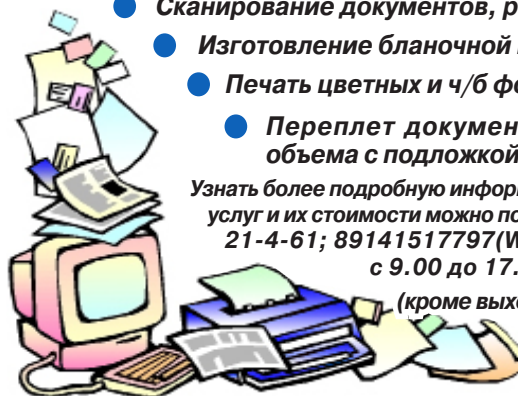 Сканирование документов, р
Изготовление бланочной
Печать цветных и ч/б фо
Переплет докумен
объема с подложкой
Узнать более подробную инфор
услуг и их стоимости можно по
21-4-61; 89141517797(W
с 9.00 до 17.
(кроме вых